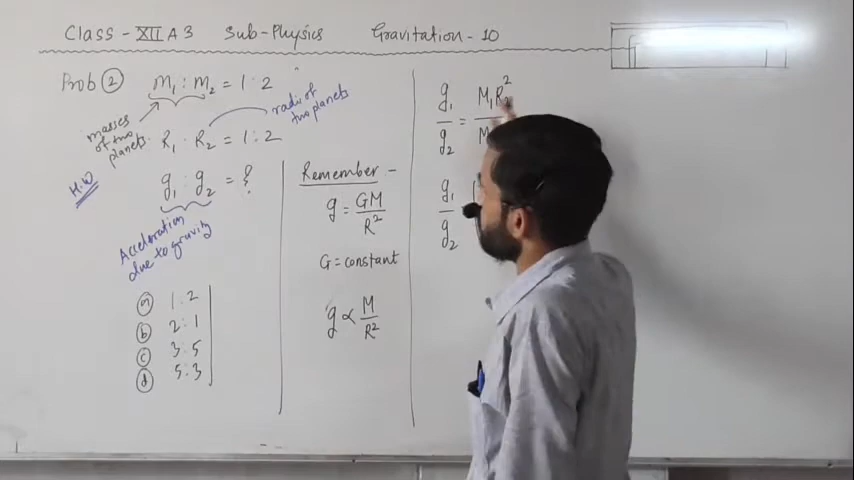 Class - XII A3 Sub-Physics Gravitation - 10
Prob (2) m₁ : m₂ = 1 : 2
masses of two planets.
radii of two planets
R₁ : R₂ = 1 : 2
H.W
g₁ : g₂ = ?
Acceleration
due to gravity
(a) 1 : 2
(b) 2 : 1
(c) 3 : 5
(d) 5 : 3
Remember -
g = GM/R²
G = constant
g ∝ M/R²
g₁/g₂ = M₁R₂²/M
g₁/g₂ =